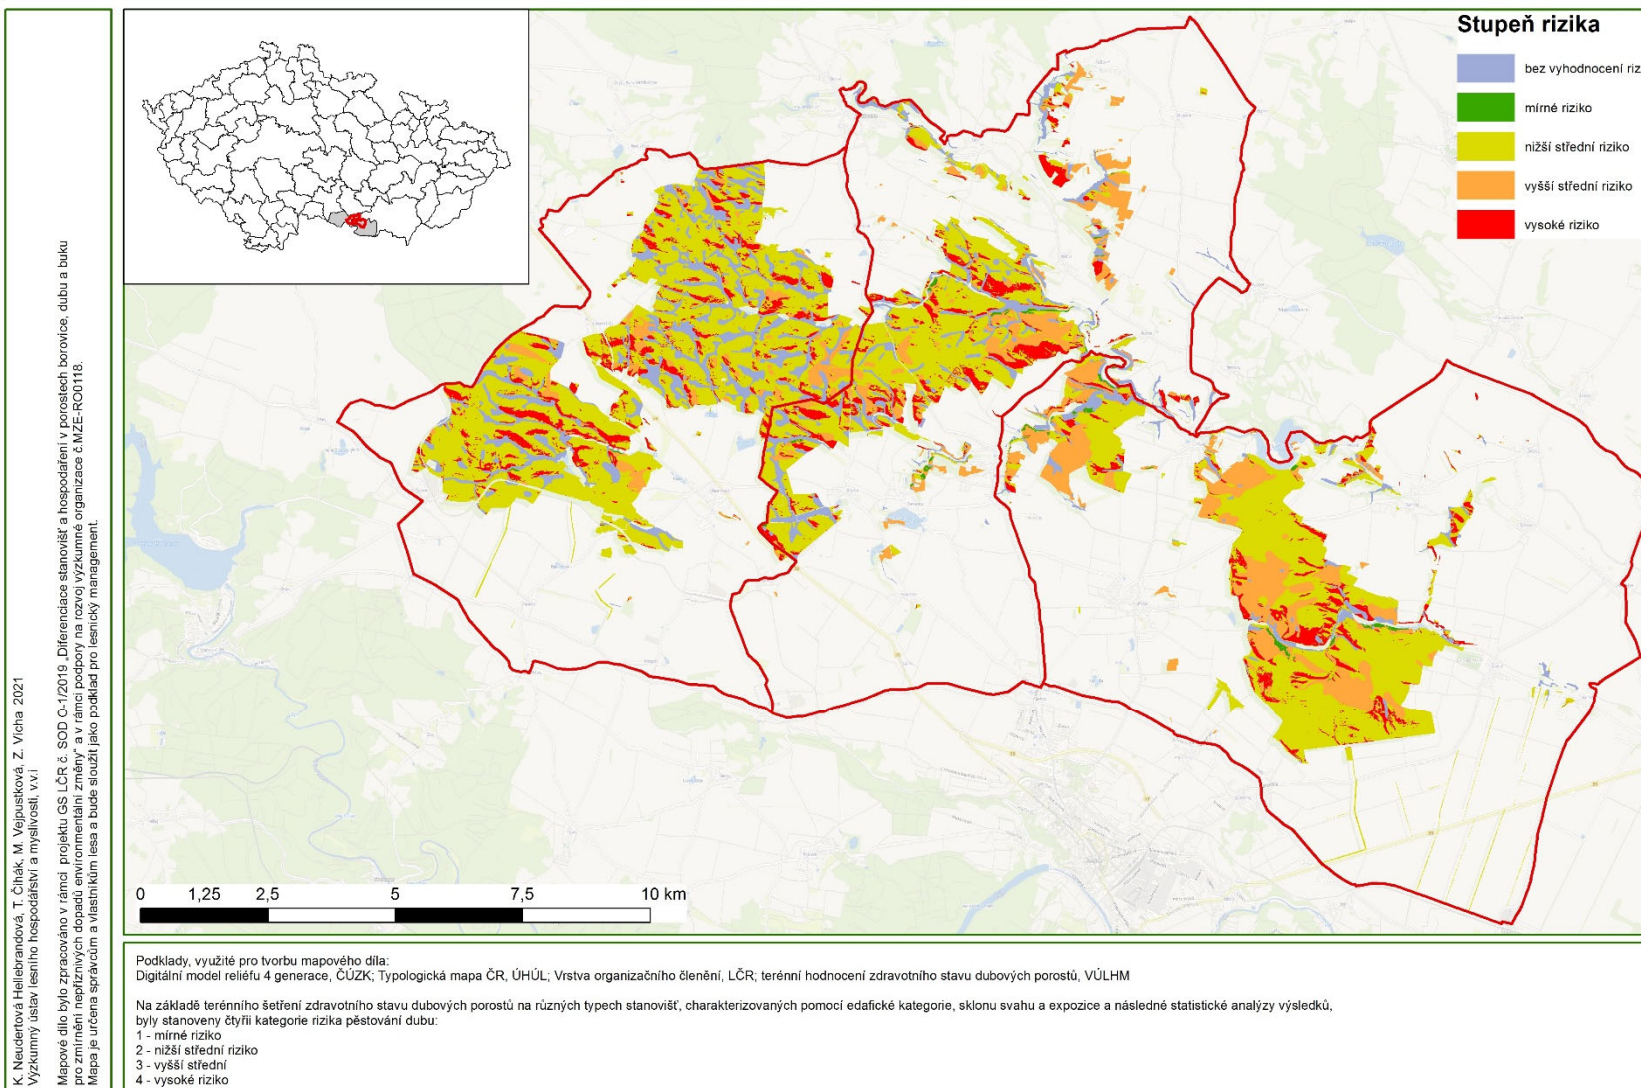 Stupeň rizika
bez vyhodnocení riz
mírné riziko
nižší střední riziko
vyšší střední riziko
vysoké riziko
0 1,25 2,5 5 7,5 10 km
K. Neudertová Hellebrandová, T. Čihák, M. Vejpustková, Z. Vícha 2021
Výzkumný ústav lesního hospodářství a myslivosti, v.v.i
Mapové dílo bylo zpracováno v rámci projektu GS LČR č. SOD C-1/2019 „Diferenciace stanovišť a hospodaření v porostech borovice, dubu a buku
pro zmírnění nepříznivých dopadů environmentální změny“ a v rámci podpory na rozvoj výzkumné organizace č.MZE-RO0118.
Mapa je určena správcům a vlastníkům lesa a bude sloužit jako podklad pro lesnický management.
Podklady, využité pro tvorbu mapového díla:
Digitální model reliéfu 4 generace, ČÚZK; Typologická mapa ČR, ÚHÚL; Vrstva organizačního členění, LČR; terénní hodnocení zdravotního stavu dubových porostů, VÚLHM
Na základě terénního šetření zdravotního stavu dubových porostů na různých typech stanovišť, charakterizovaných pomocí edafické kategorie, sklonu svahu a expozice a následné statistické analýzy výsledků,
byly stanoveny čtyřii kategorie rizika pěstování dubu:
1 - mírné riziko
2 - nižší střední riziko
3 - vyšší střední
4 - vysoké riziko